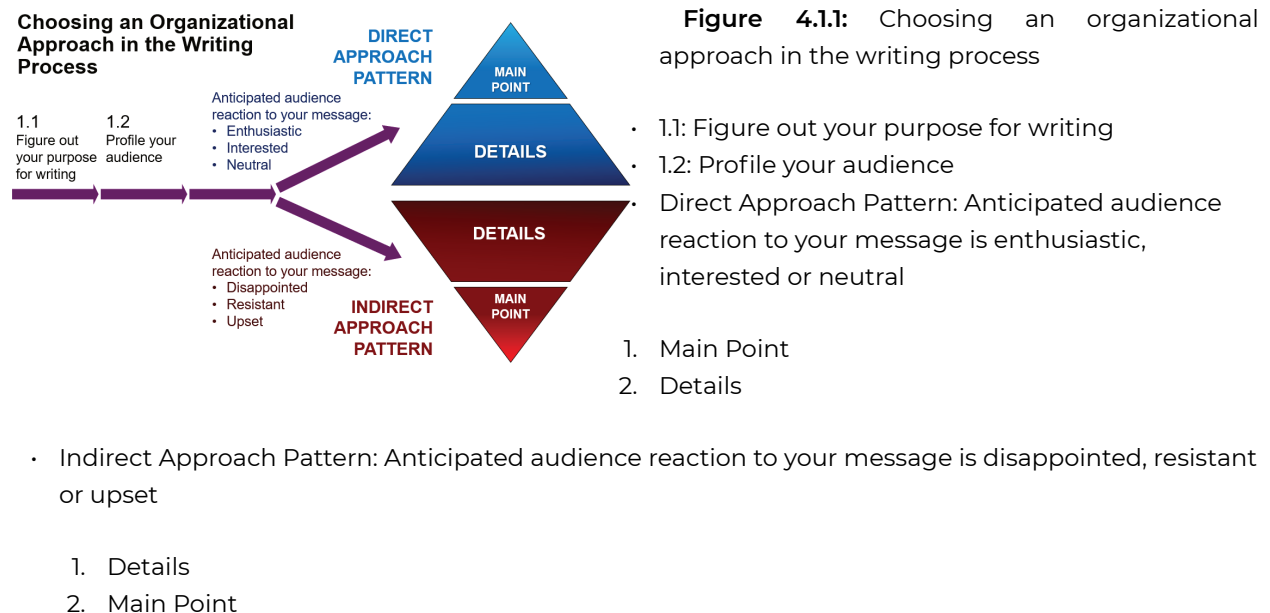 Choosing an Organizational
Approach in the Writing
Process
1.1
Figure out
your purpose
for writing
1.2
Profile your
audience
Anticipated audience
reaction to your message:
• Enthusiastic
• Interested
• Neutral
DIRECT
APPROACH
PATTERN
MAIN
POINT
DETAILS
Anticipated audience
reaction to your message:
• Disappointed
• Resistant
• Upset
INDIRECT
APPROACH
PATTERN
DETAILS
MAIN
POINT
Figure 4.1.1: Choosing an organizational
approach in the writing process
• 1.1: Figure out your purpose for writing
• 1.2: Profile your audience
• Direct Approach Pattern: Anticipated audience
reaction to your message is enthusiastic,
interested or neutral
1. Main Point
2. Details
• Indirect Approach Pattern: Anticipated audience reaction to your message is disappointed, resistant
or upset
1. Details
2. Main Point